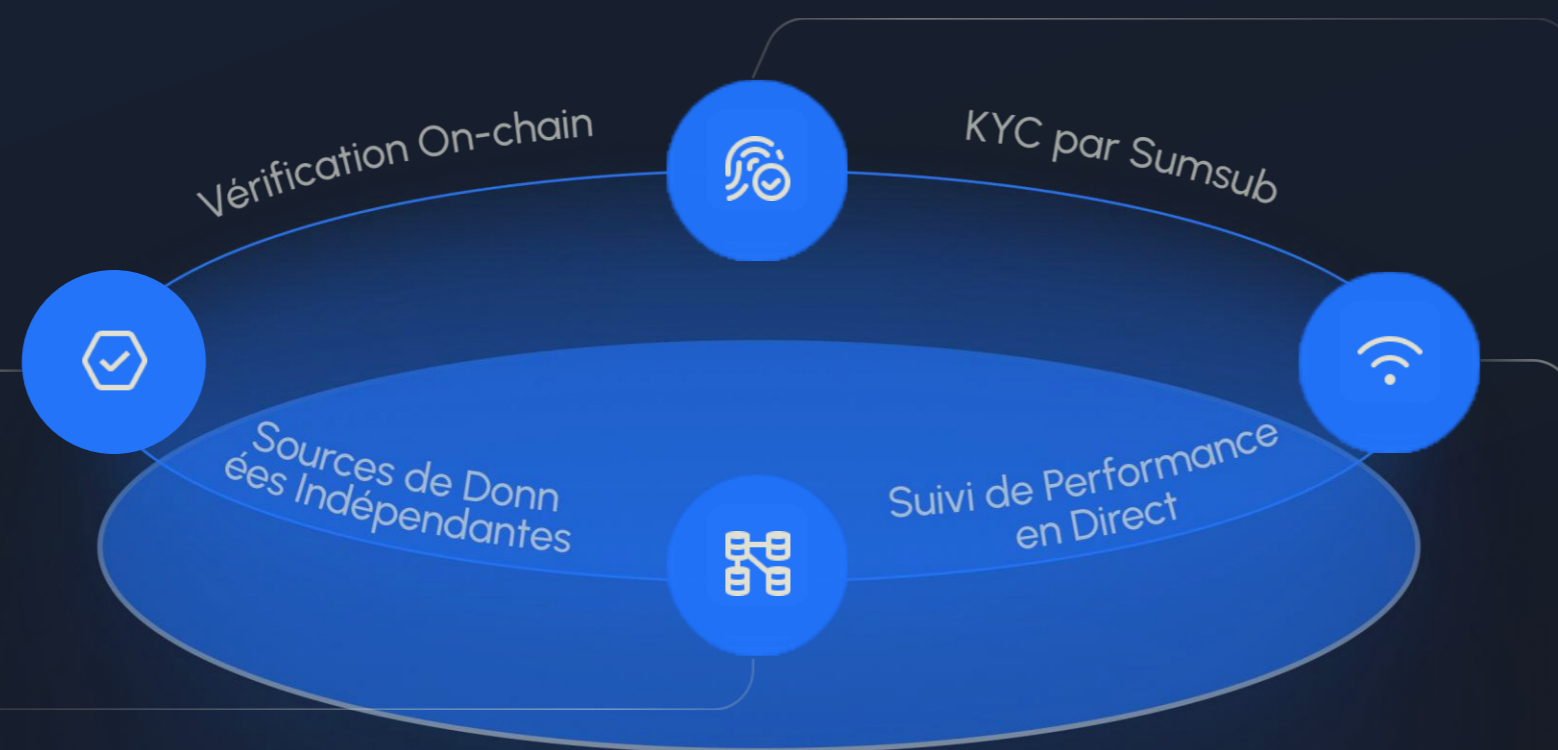 Vérification On-chain
KYC par Sumsub
Sources de Donn
ées Indépendantes
Suivi de Performance
en Direct